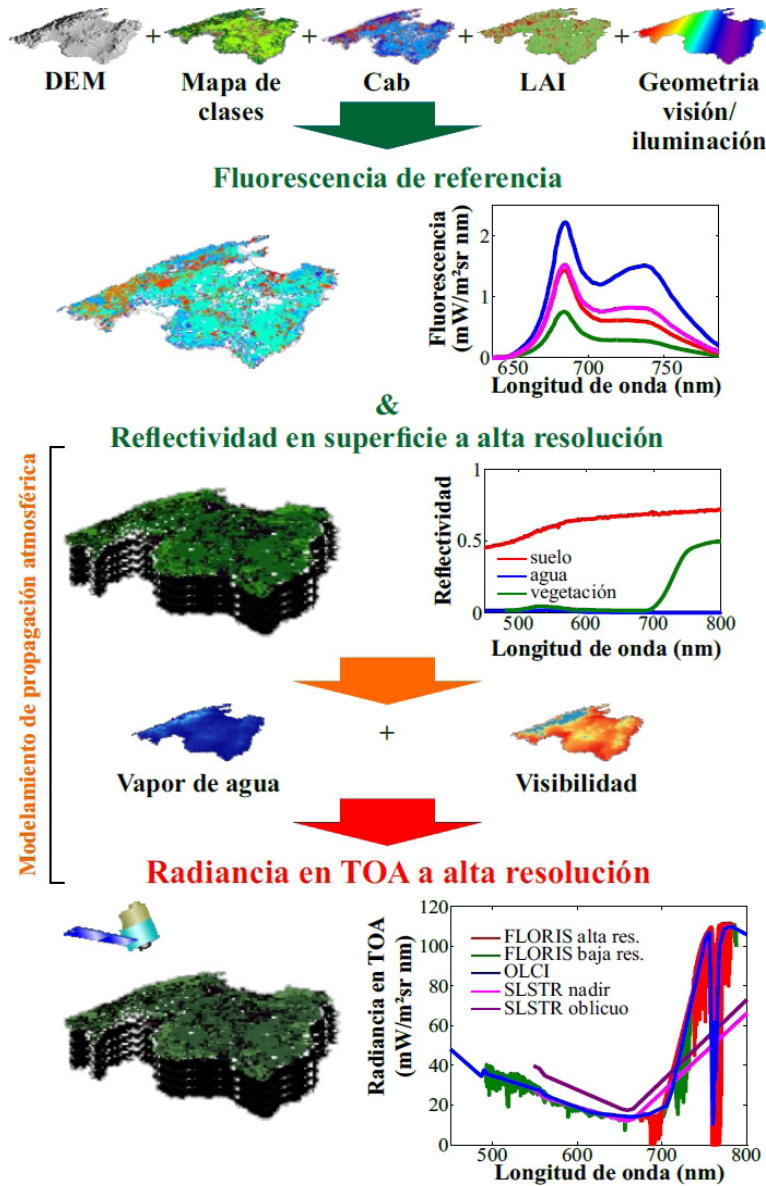 + + + +
DEM
Mapa de
clases
Cab
LAI
Geometria
visión/
iluminación
Fluorescencia de referencia
Fluorescencia
(mW/m²sr nm)
2
1
0
650 700 750
Longitud de onda (nm)
&
Reflectividad en superficie a alta resolución
Modelamiento de propagación atmosférica
Reflectividad
1
0.5
0
suelo
agua
vegetación
500 600 700 800
Longitud de onda (nm)
+
Vapor de agua
Visibilidad
Radiancia en TOA a alta resolución
Radiancia en TOA
(mW/m²sr nm)
120
100
80
60
40
20
0
FLORIS alta res.
FLORIS baja res.
OLCI
SLSTR nadir
SLSTR oblicuo
500 600 700 800
Longitud de onda (nm)